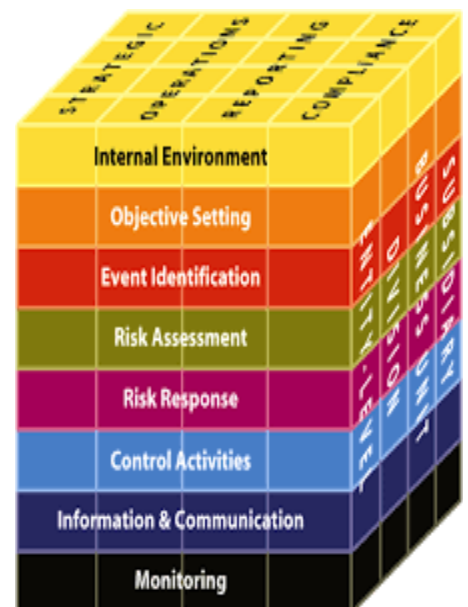 STRATEGIC
OPERATIONS
REPORTING
COMPLIANCE
Internal Environment
Objective Setting
Event Identification
Risk Assessment
Risk Response
Control Activities
Information & Communication
Monitoring
ENTITY-LEVEL
DIVISION
BUSINESS UNIT
SUBSIDIARY